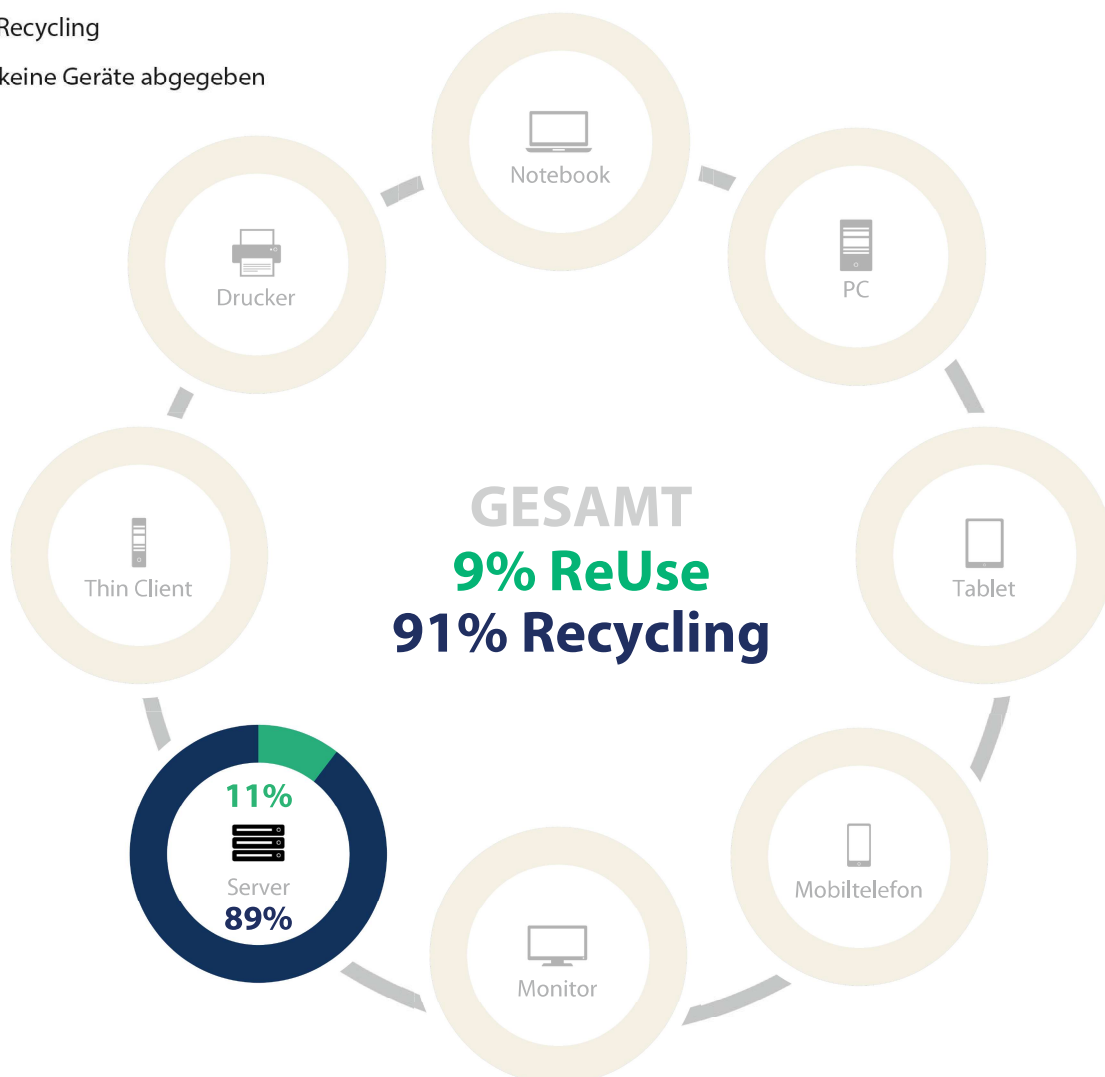 Recycling
keine Geräte abgegeben
Notebook
Drucker
PC
GESAMT
9% ReUse
91% Recycling
Thin Client
Tablet
11%
Server
89%
Mobiltelefon
Monitor